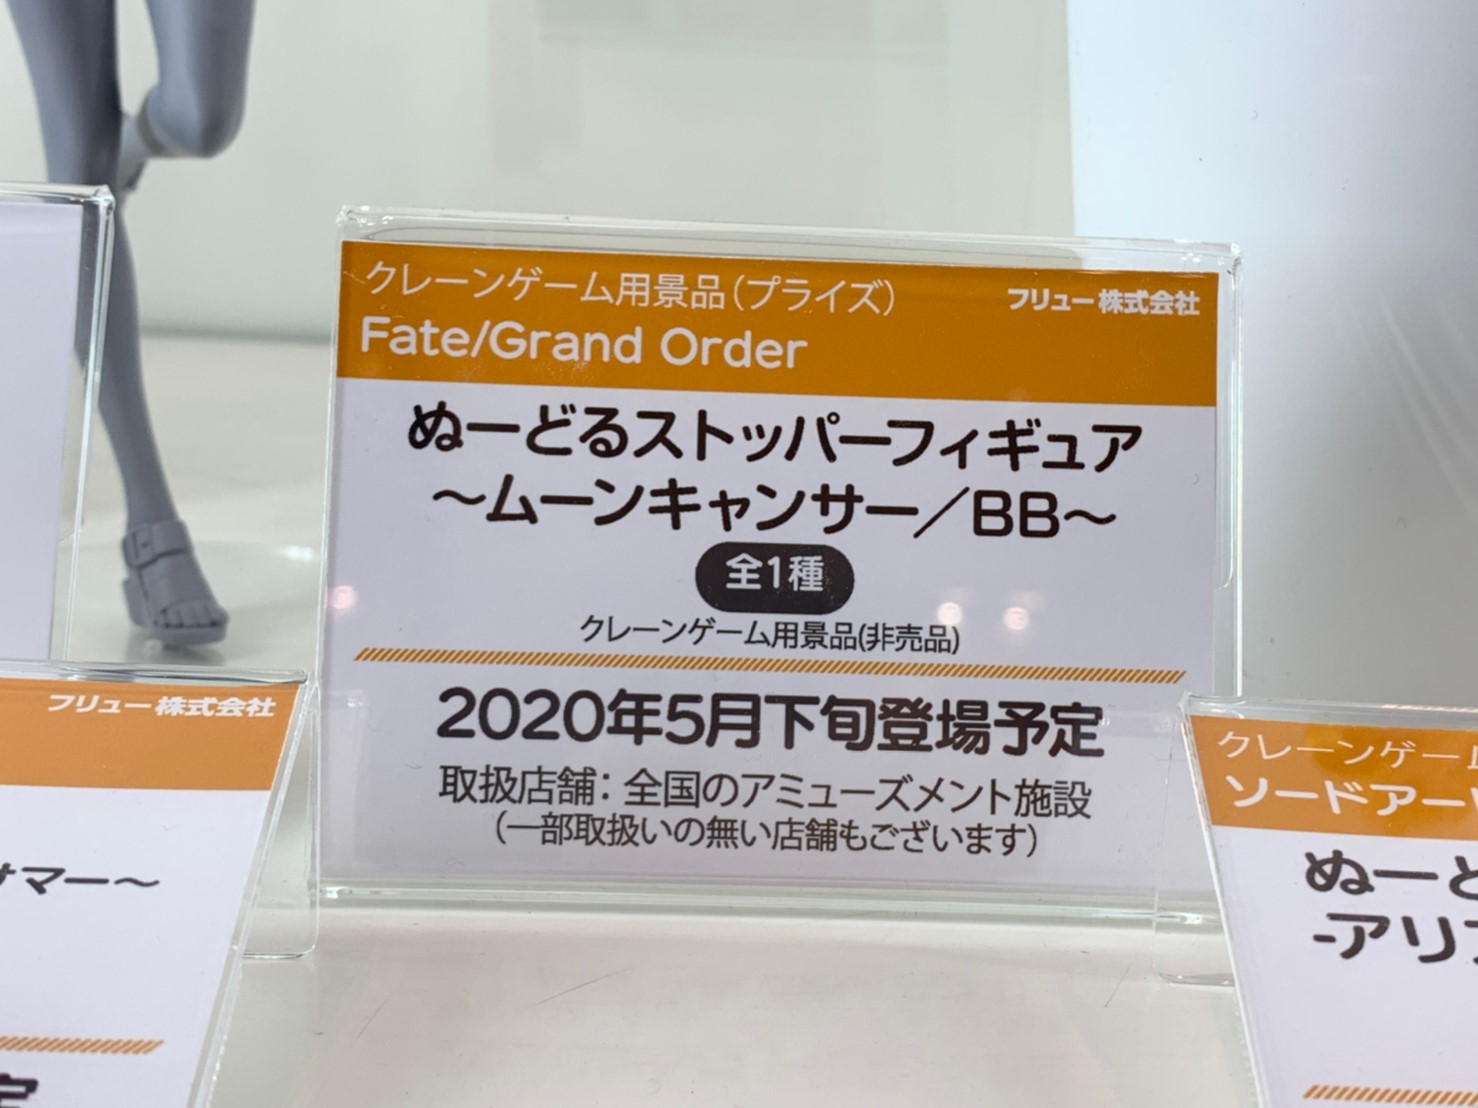 クレーンゲーム用景品（プライズ）
フリュー株式会社
Fate/Grand Order
ぬーどるストッパーフィギュア
～ムーンキャンサー／BB～
全1種
クレーンゲーム用景品(非売品)
2020年5月下旬登場予定
取扱店舗：全国のアミューズメント施設
（一部取扱いの無い店舗もございます）
フリュー株式会社
サマー～
定
クレーンゲー
ソードアー
ぬーど
-アリ